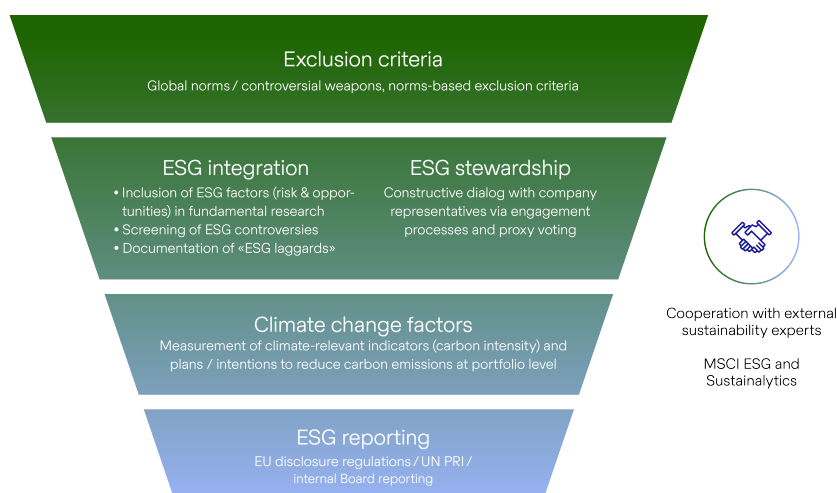 Exclusion criteria
Global norms / controversial weapons, norms-based exclusion criteria
ESG integration
• Inclusion of ESG factors (risk & oppor-
tunities) in fundamental research
• Screening of ESG controversies
• Documentation of «ESG laggards»
ESG stewardship
Constructive dialog with company
representatives via engagement
processes and proxy voting
Climate change factors
Measurement of climate-relevant indicators (carbon intensity) and
plans / intentions to reduce carbon emissions at portfolio level
ESG reporting
EU disclosure regulations / UN PRI /
internal Board reporting
Cooperation with external
sustainability experts
MSCI ESG and
Sustainalytics